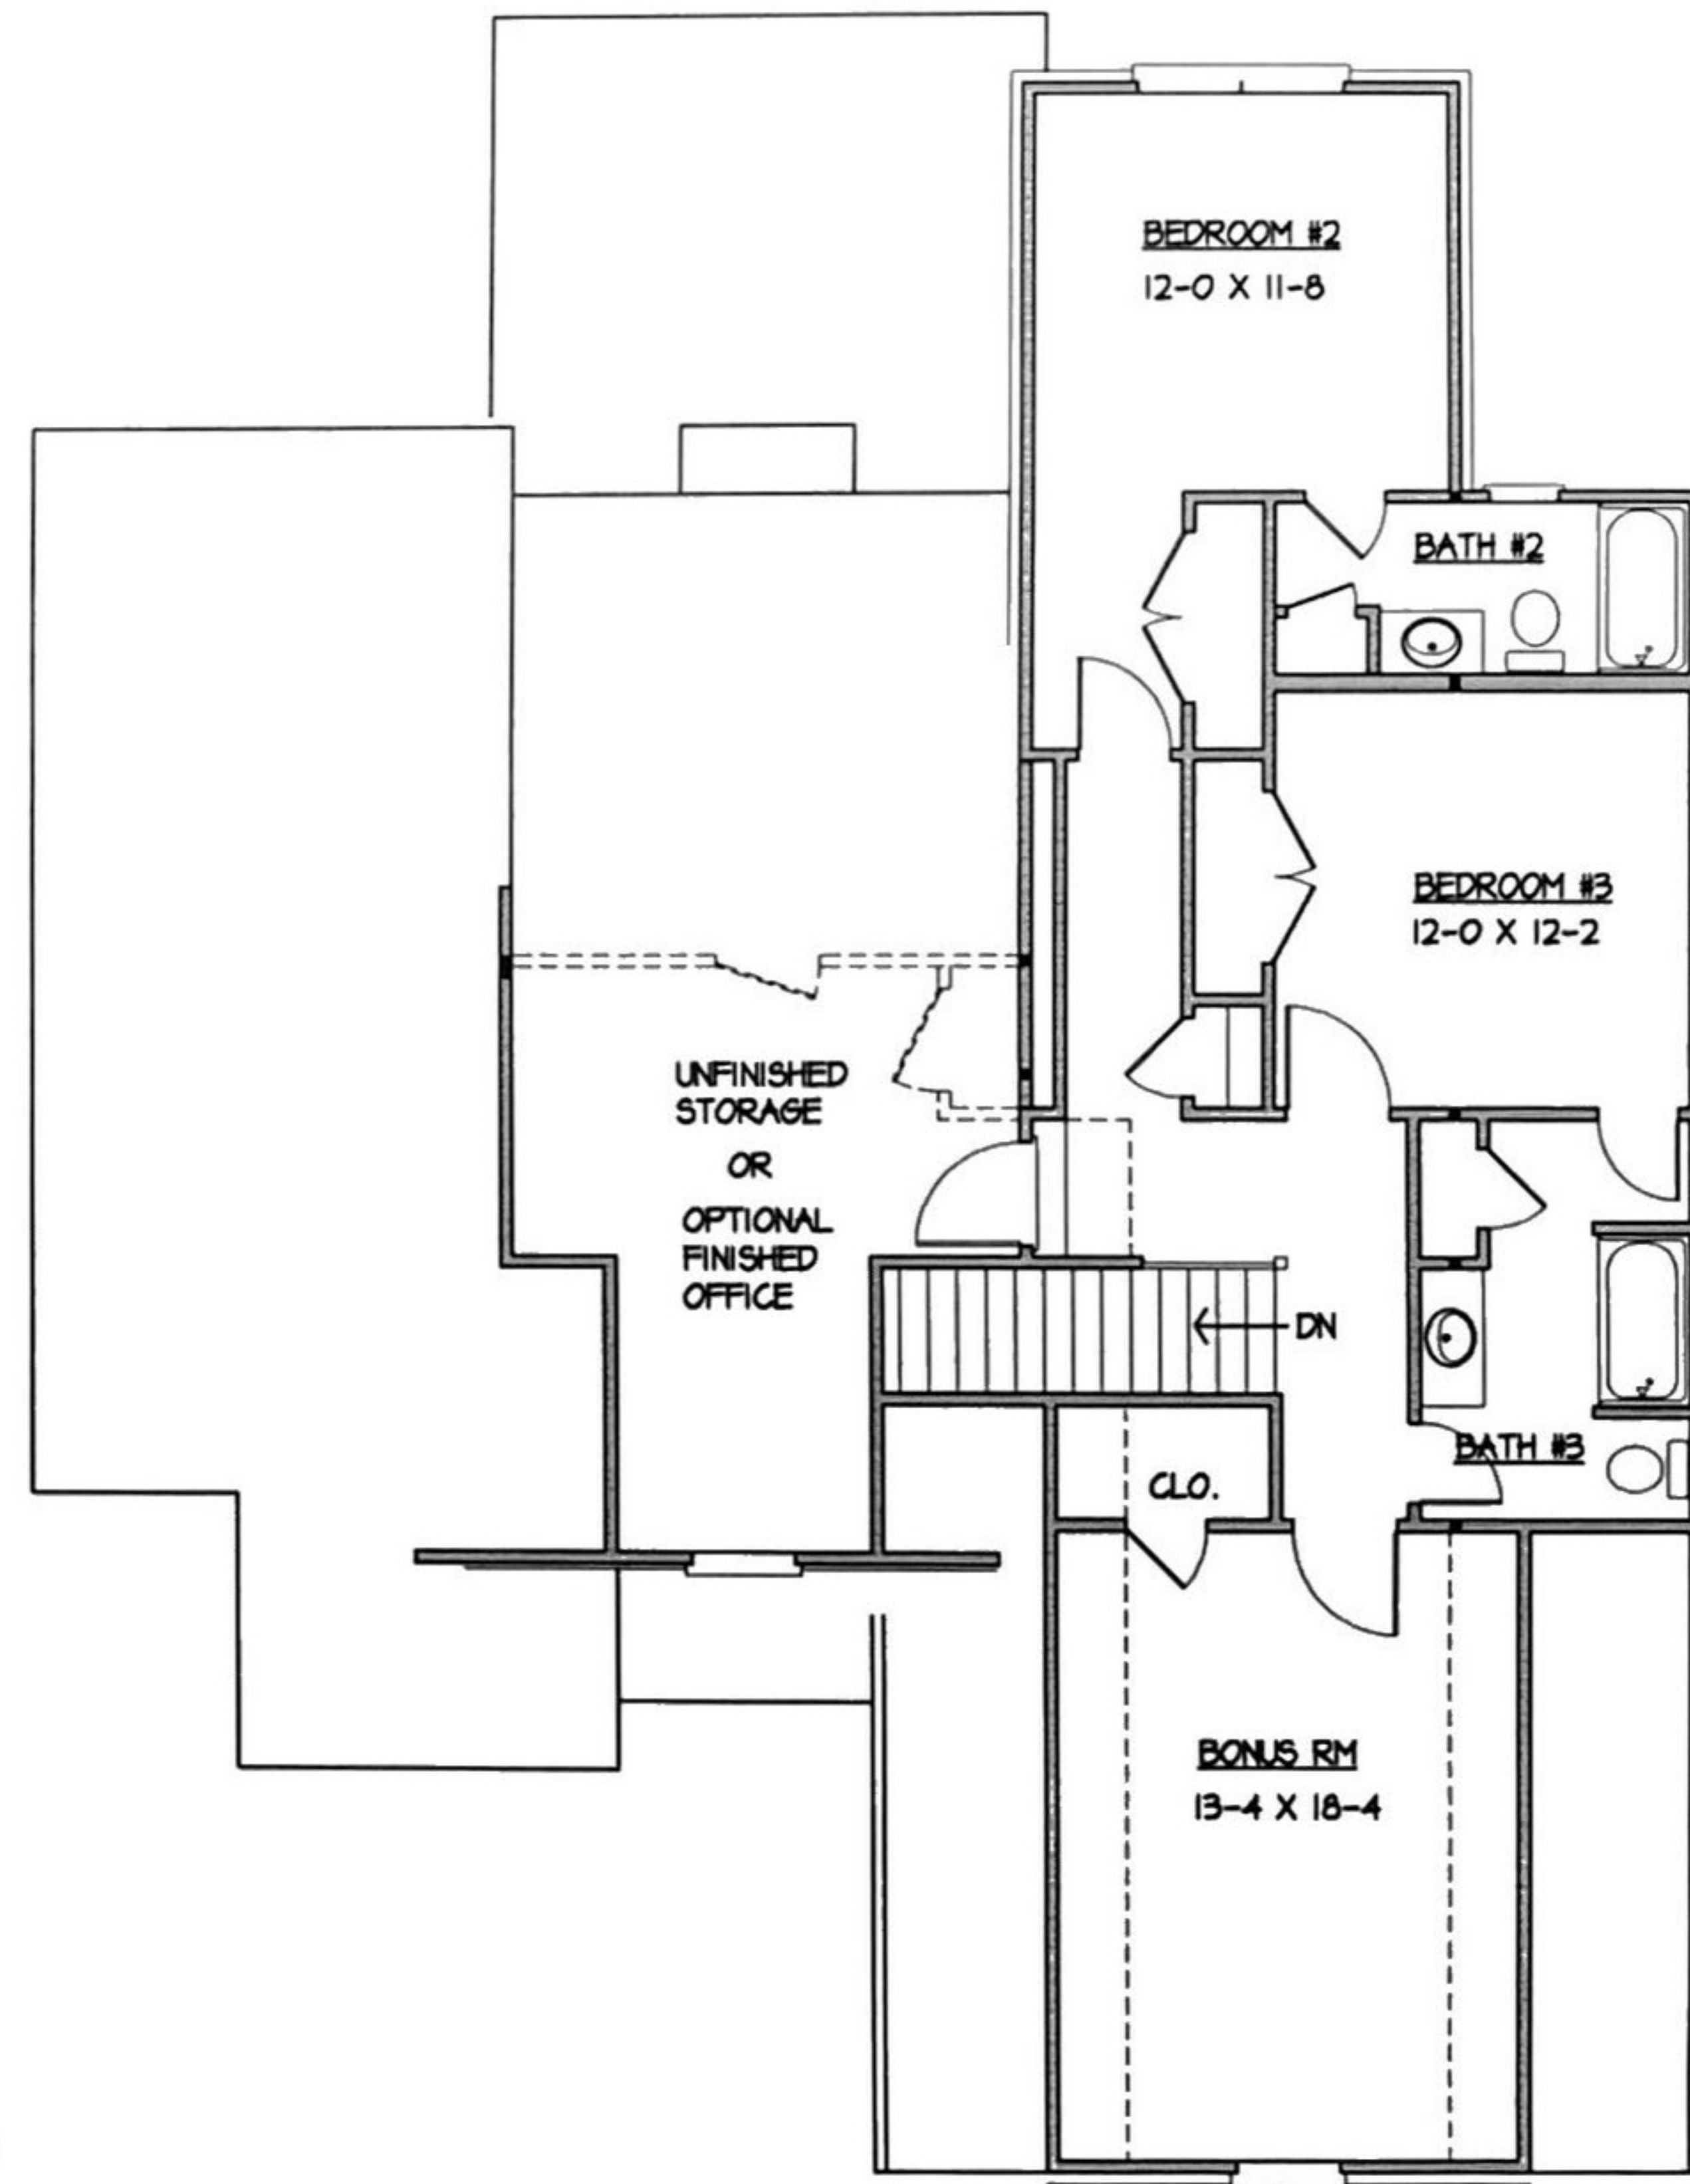 BEDROOM #2
12-0 X 11-8
BATH #2
BEDROOM #3
12-0 X 12-2
UNFINISHED
STORAGE
OR
OPTIONAL
FINISHED
OFFICE
DN
BATH #3
CLO.
BONUS RM
13-4 X 18-4